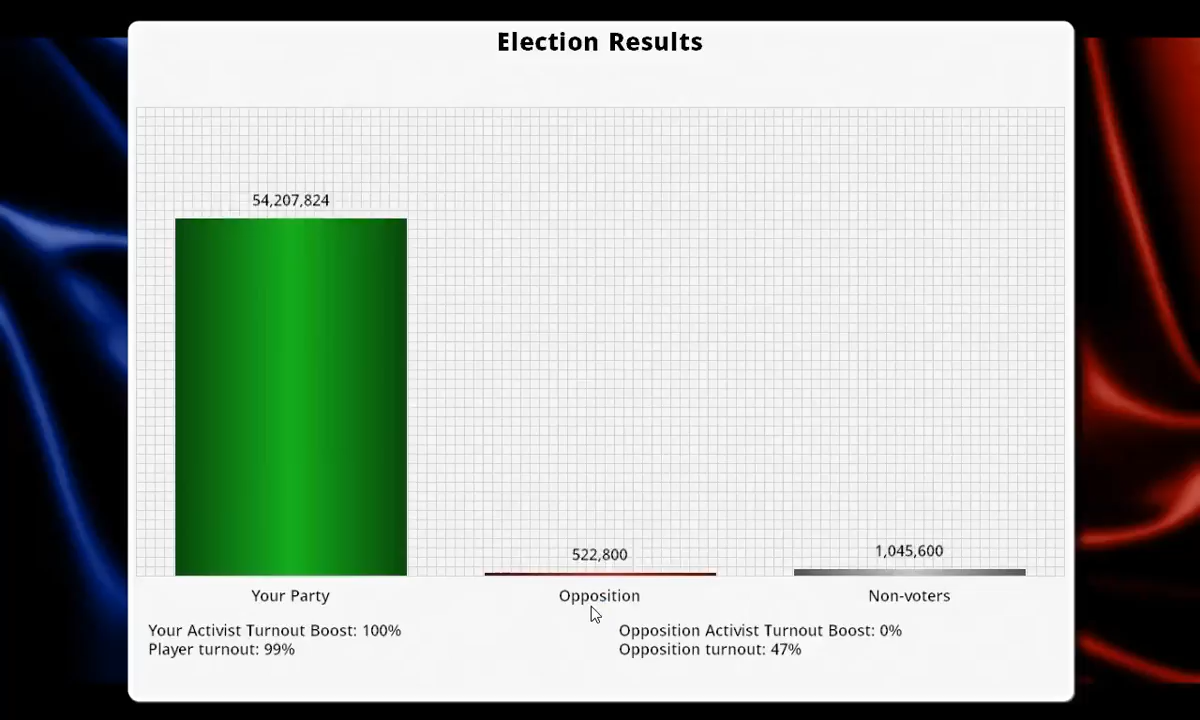 Election Results
54,207,824
522,800
1,045,600
Your Party
Opposition
Non-voters
Your Activist Turnout Boost: 100%
Player turnout: 99%
Opposition Activist Turnout Boost: 0%
Opposition turnout: 47%